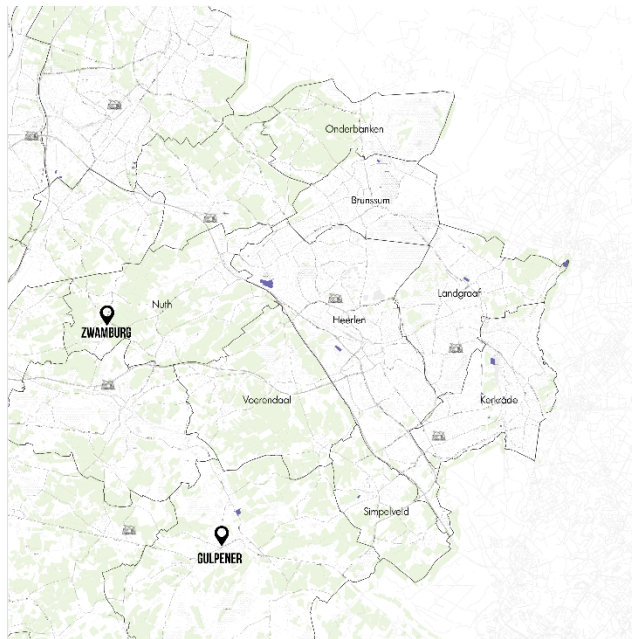 Onderbanken
Brunssum
Landgraaf
Nuth
Heerlen
ZWAMBURG
Voerendaal
Kerkrade
Simpelveld
GULPENER